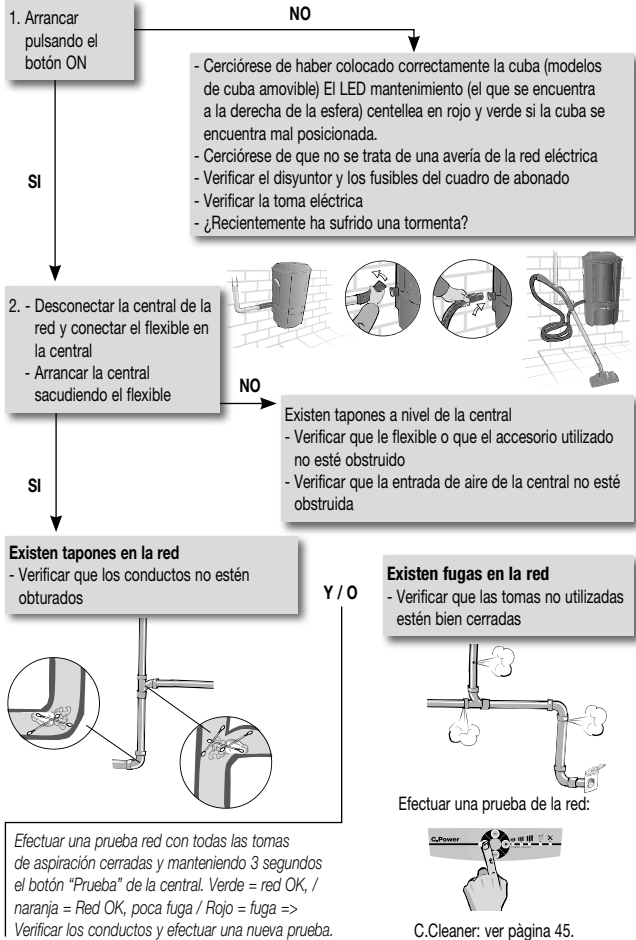 1. Arrancar
pulsando el
botón ON
NO
- Cerciórese de haber colocado correctamente la cuba (modelos
de cuba amovible) El LED mantenimiento (el que se encuentra
a la derecha de la esfera) centellea en rojo y verde si la cuba se
encuentra mal posicionada.
- Cerciórese de que no se trata de una avería de la red eléctrica
- Verificar el disyuntor y los fusibles del cuadro de abonado
- Verificar la toma eléctrica
- ¿Recientemente ha sufrido una tormenta?
SI
2. - Desconectar la central de la
red y conectar el flexible en
la central
- Arrancar la central
sacudiendo el flexible
NO
Existen tapones a nivel de la central
- Verificar que le flexible o que el accesorio utilizado
no esté obstruido
- Verificar que la entrada de aire de la central no esté
obstruida
SI
Existen tapones en la red
- Verificar que los conductos no estén
obturados
Y / O
Existen fugas en la red
- Verificar que las tomas no utilizadas
estén bien cerradas
Efectuar una prueba de la red:
C.Power
Efectuar una prueba red con todas las tomas
de aspiración cerradas y manteniendo 3 segundos
el botón “Prueba” de la central. Verde = red OK, /
naranja = Red OK, poca fuga / Rojo = fuga =>
Verificar los conductos y efectuar una nueva prueba.
C.Cleaner: ver pàgina 45.